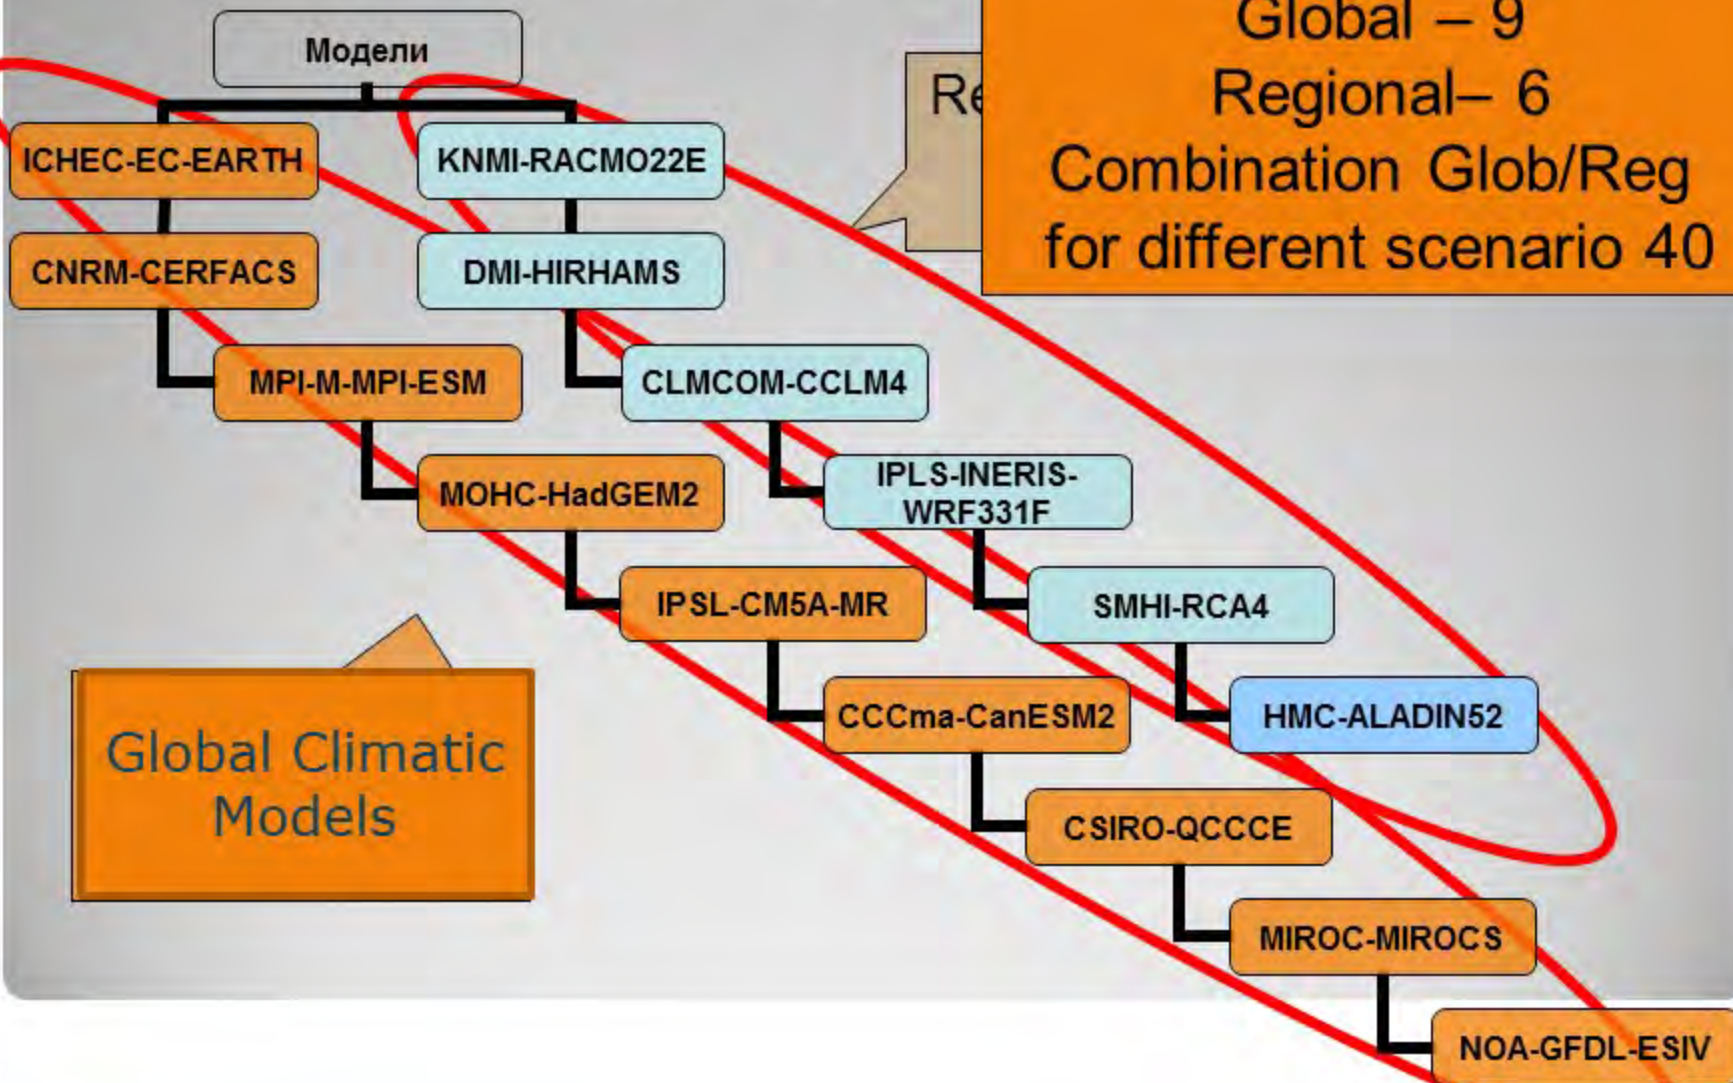 Модели
Global – 9
Regional– 6
Combination Glob/Reg
for different scenario 40
ICHEC-EC-EARTH
KNMI-RACMO22E
CNRM-CERFACS
DMI-HIRHAMS
MPI-M-MPI-ESM
CLMCOM-CCLM4
MOHC-HadGEM2
IPLS-INERIS-
WRF331F
IPSL-CM5A-MR
SMHI-RCA4
CCCma-CanESM2
HMC-ALADIN52
Global Climatic
Models
CSIRO-QCCCE
MIROC-MIROCS
NOA-GFDL-ESIV